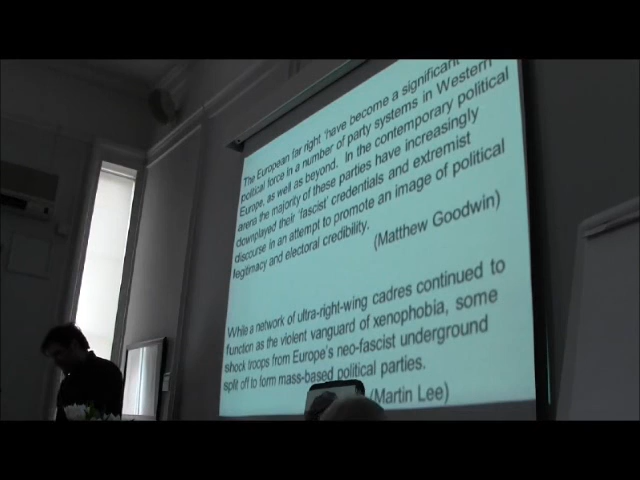 The European far right 'have become a significant
political force in a number of party systems in Western
Europe, as well as beyond. In the contemporary political
arena the majority of these parties have increasingly
downplayed their 'fascist' credentials and extremist
discourse in an attempt to promote an image of political
legitimacy and electoral credibility.
(Matthew Goodwin)
While a network of ultra-right-wing cadres continued to
function as the violent vanguard of xenophobia, some
shock troops from Europe's neo-fascist underground
split off to form mass-based political parties.
(Martin Lee)